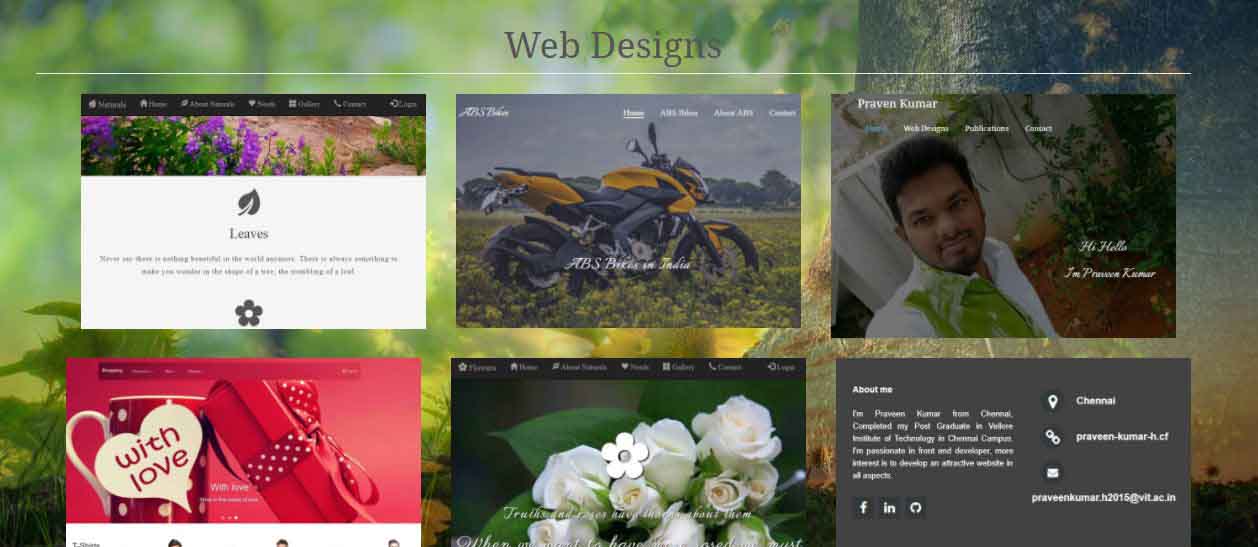 Web Designs
Naturals Home About Naturals Needs Gallery Contact Login
Leaves
Never say there is nothing beautiful in the world anymore. There is always something to
make you wonder in the shape of a tree, the trembling of a leaf.
ABS Bikes
Home ABS Bikes About ABS Contact
ABS Bikes in India
Praven Kumar
Home Web Designs Publications Contact
Hi Hello
I'm Praveen Kumar
Shopping
with
love
With love
T-Shirts
Flowers Home About Naturals Needs Gallery Contact Login
Truths and roses have thorns about them
When we want to have must
About me
I'm Praveen Kumar from Chennai,
Completed my Post Graduate in Vellore
Institute of Technology in Chennai Campus.
I'm passionate in front end developer, more
interest is to develop an attractive website in
all aspects.
Chennai
praveen-kumar-h.cf
praveenkumar.h2015@vit.ac.in